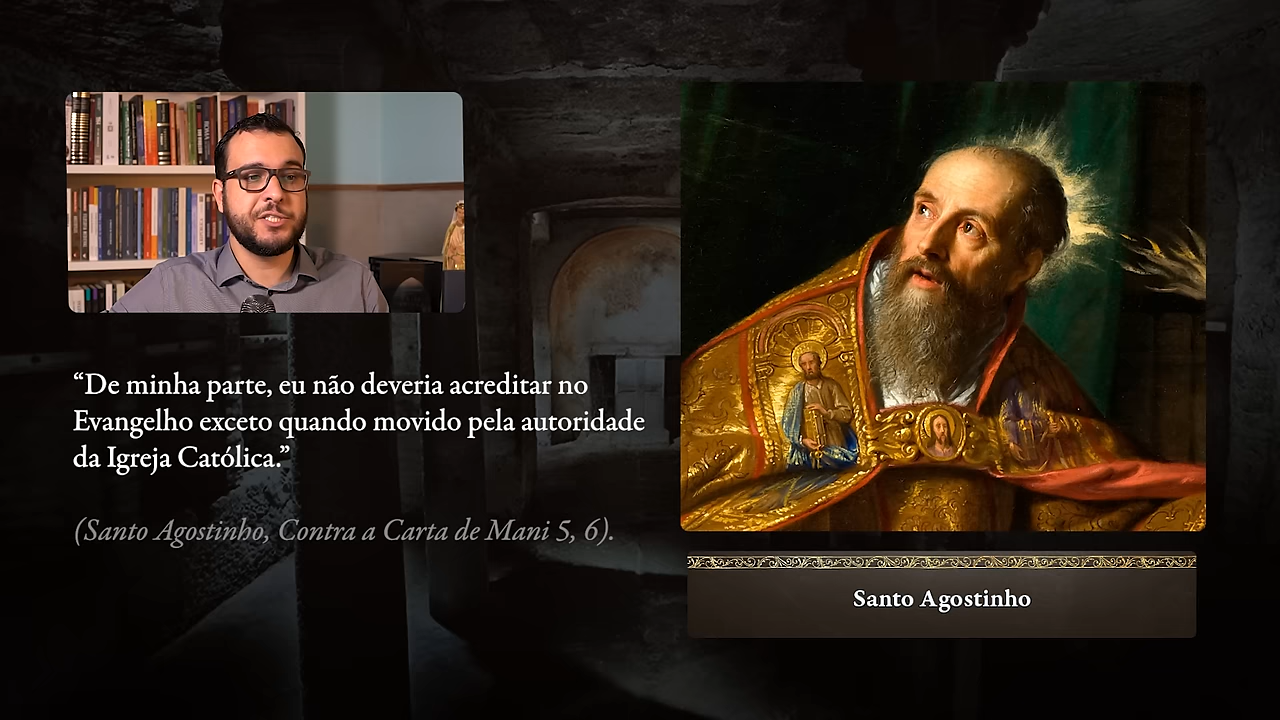 “De minha parte, eu não deveria acreditar no
Evangelho exceto quando movido pela autoridade
da Igreja Católica.”
(Santo Agostinho, Contra a Carta de Mani 5, 6).
Santo Agostinho